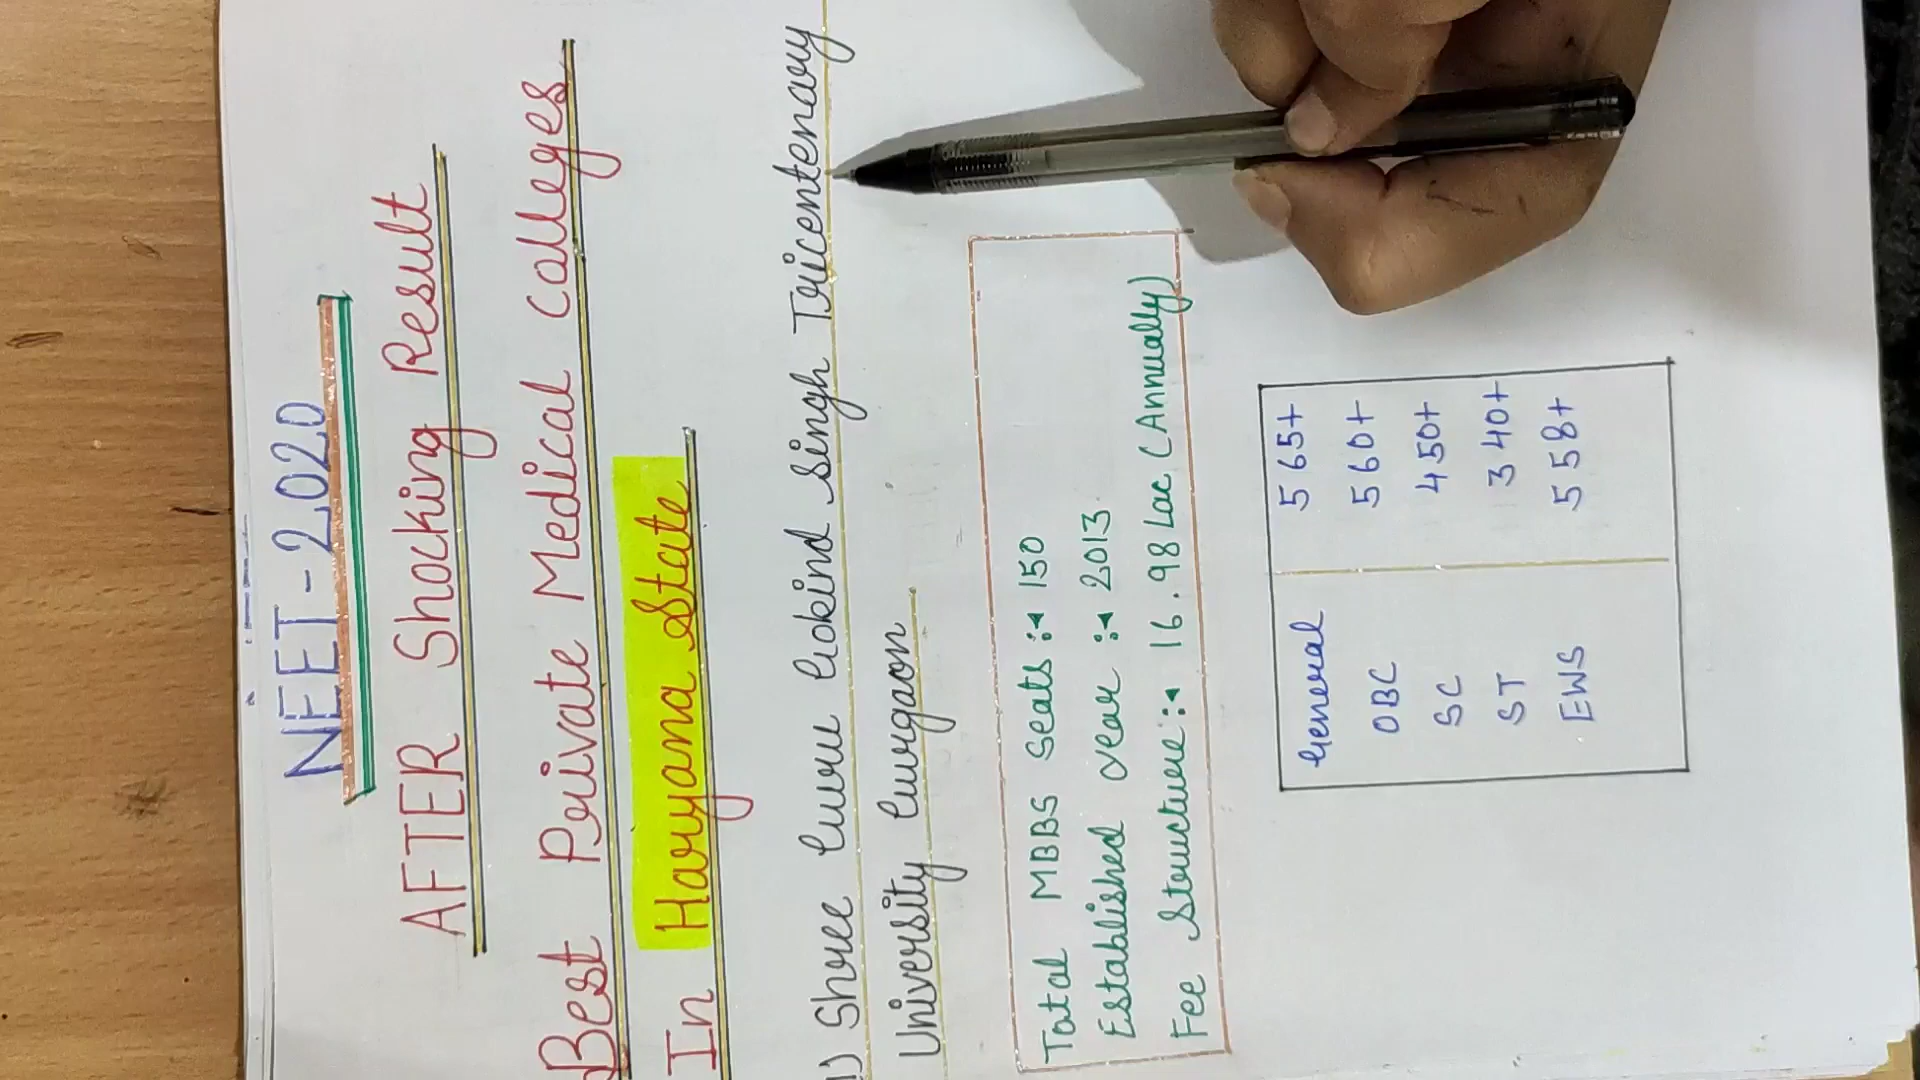 NEET-2020
AFTER Shocking Result
Best Private Medical Colleges
In Haryana State
1) Shree Guru Gokind Singh Tricentenary
University Gurgaon
Total MBBS seats :- 150
Established year :- 2013
Fee Structure :- 16.98 Lac (Annually)
General 565+
OBC 560+
SC 450+
ST 340+
EWS 558+